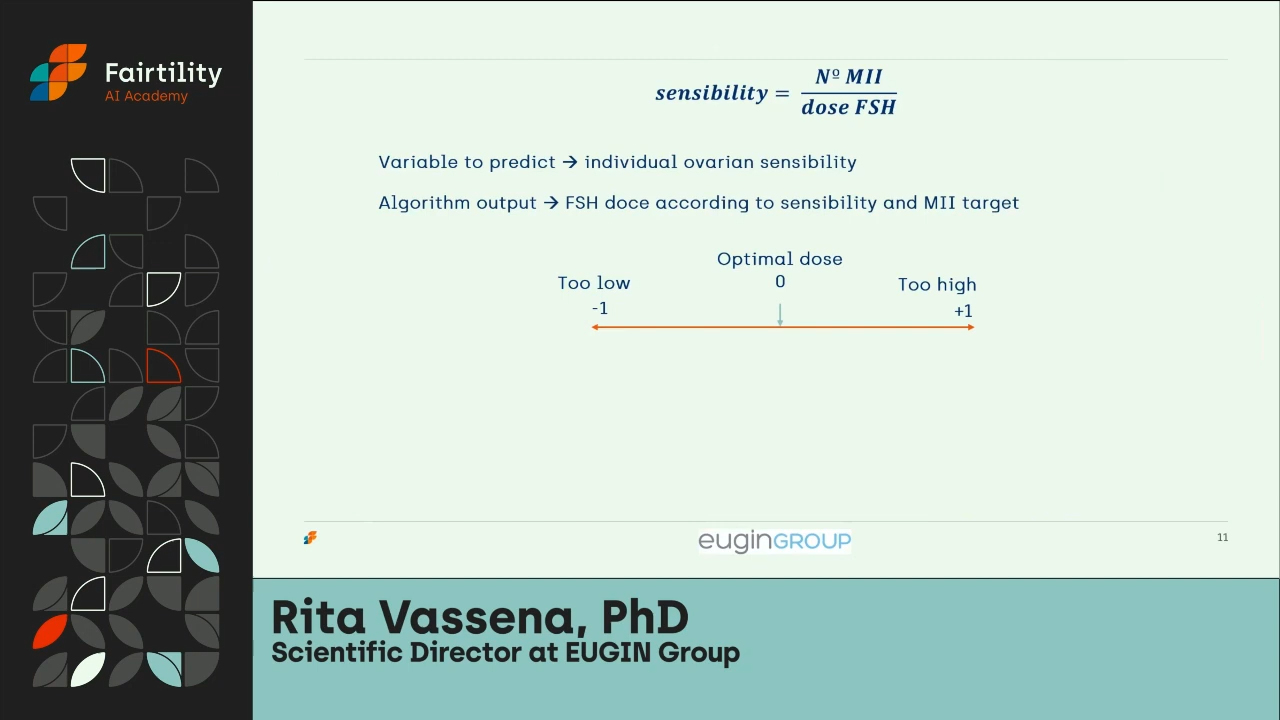 Fairtility
AI Academy
sensibility = Nº MII / dose FSH
Variable to predict → individual ovarian sensibility
Algorithm output → FSH doce according to sensibility and MII target
Optimal dose
Too low 0 Too high
-1 +1
euginGROUP
11
Rita Vassena, PhD
Scientific Director at EUGIN Group